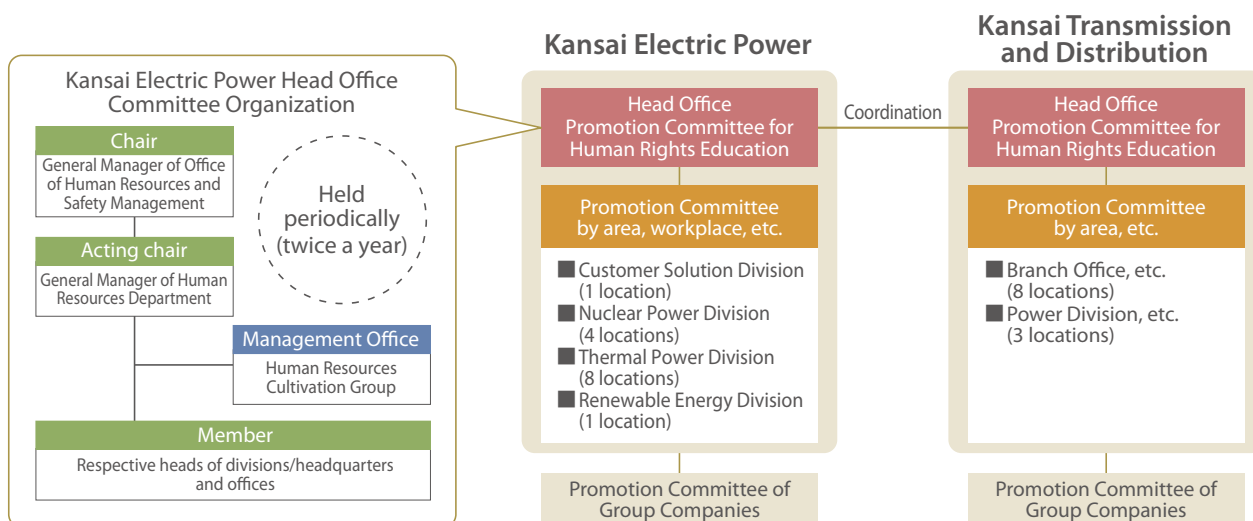 Kansai Electric Power Head Office
Committee Organization
Chair
General Manager of Office
of Human Resources and
Safety Management
Acting chair
General Manager of Human
Resources Department
Held
periodically
(twice a year)
Management Office
Human Resources
Cultivation Group
Member
Respective heads of divisions/headquarters
and offices
Kansai Electric Power
Head Office
Promotion Committee for
Human Rights Education
Promotion Committee
by area, workplace, etc.
■ Customer Solution Division
(1 location)
■ Nuclear Power Division
(4 locations)
■ Thermal Power Division
(8 locations)
■ Renewable Energy Division
(1 location)
Promotion Committee of
Group Companies
Coordination
Kansai Transmission
and Distribution
Head Office
Promotion Committee for
Human Rights Education
Promotion Committee
by area, etc.
■ Branch Office, etc.
(8 locations)
■ Power Division, etc.
(3 locations)
Promotion Committee of
Group Companies